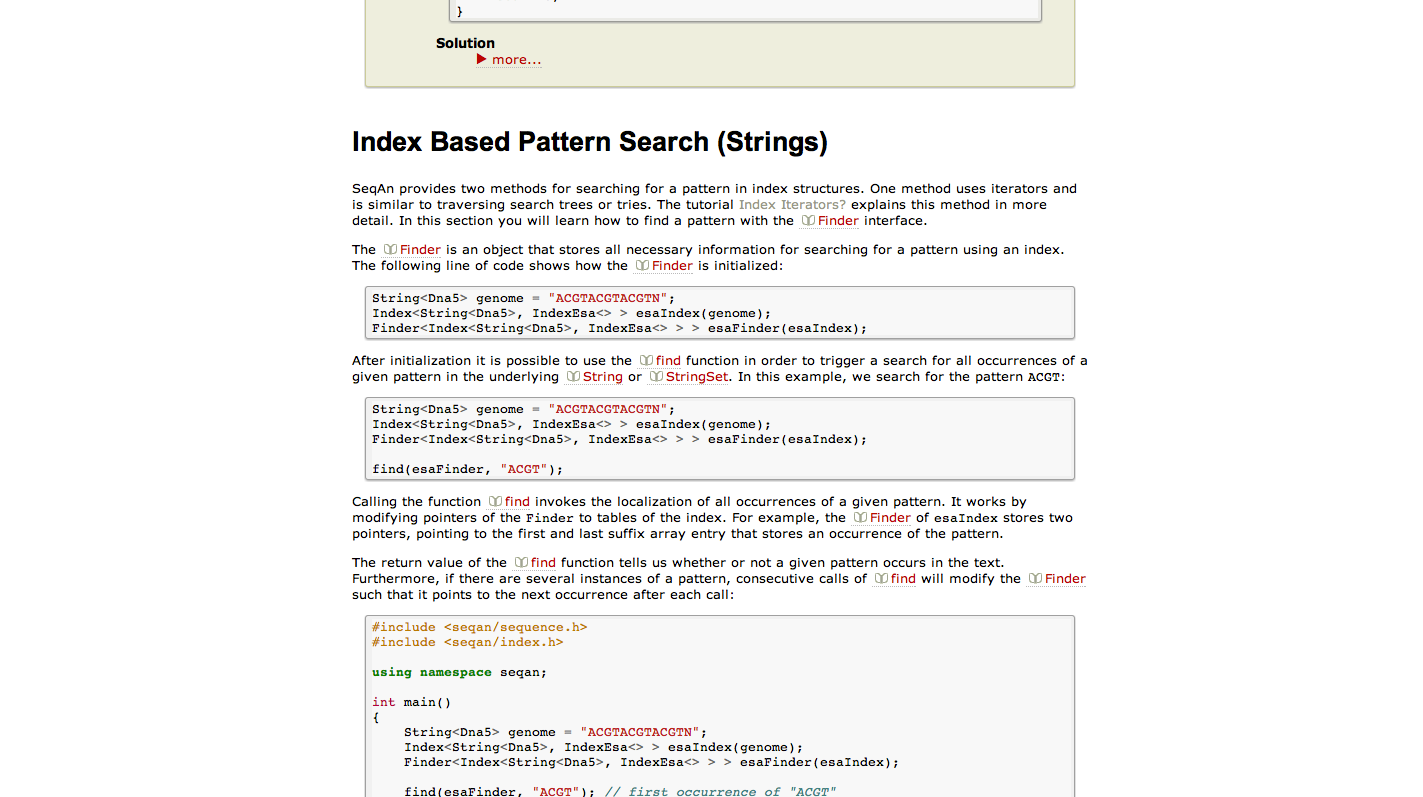 }
Solution
more...
Index Based Pattern Search (Strings)
SeqAn provides two methods for searching for a pattern in index structures. One method uses iterators and
is similar to traversing search trees or tries. The tutorial Index Iterators? explains this method in more
detail. In this section you will learn how to find a pattern with the Finder interface.
The Finder is an object that stores all necessary information for searching for a pattern using an index.
The following line of code shows how the Finder is initialized:
String<Dna5> genome = "ACGTACGTACGTN";
Index<String<Dna5>, IndexEsa<> > esaIndex(genome);
Finder<Index<String<Dna5>, IndexEsa<> > > esaFinder(esaIndex);
After initialization it is possible to use the find function in order to trigger a search for all occurrences of a
given pattern in the underlying String or StringSet. In this example, we search for the pattern ACGT:
String<Dna5> genome = "ACGTACGTACGTN";
Index<String<Dna5>, IndexEsa<> > esaIndex(genome);
Finder<Index<String<Dna5>, IndexEsa<> > > esaFinder(esaIndex);
find(esaFinder, "ACGT");
Calling the function find invokes the localization of all occurrences of a given pattern. It works by
modifying pointers of the Finder to tables of the index. For example, the Finder of esaIndex stores two
pointers, pointing to the first and last suffix array entry that stores an occurrence of the pattern.
The return value of the find function tells us whether or not a given pattern occurs in the text.
Furthermore, if there are several instances of a pattern, consecutive calls of find will modify the Finder
such that it points to the next occurrence after each call:
#include <seqan/sequence.h>
#include <seqan/index.h>
using namespace seqan;
int main()
{
String<Dna5> genome = "ACGTACGTACGTN";
Index<String<Dna5>, IndexEsa<> > esaIndex(genome);
Finder<Index<String<Dna5>, IndexEsa<> > > esaFinder(esaIndex);
find(esaFinder, "ACGT"); // first occurrence of "ACGT"